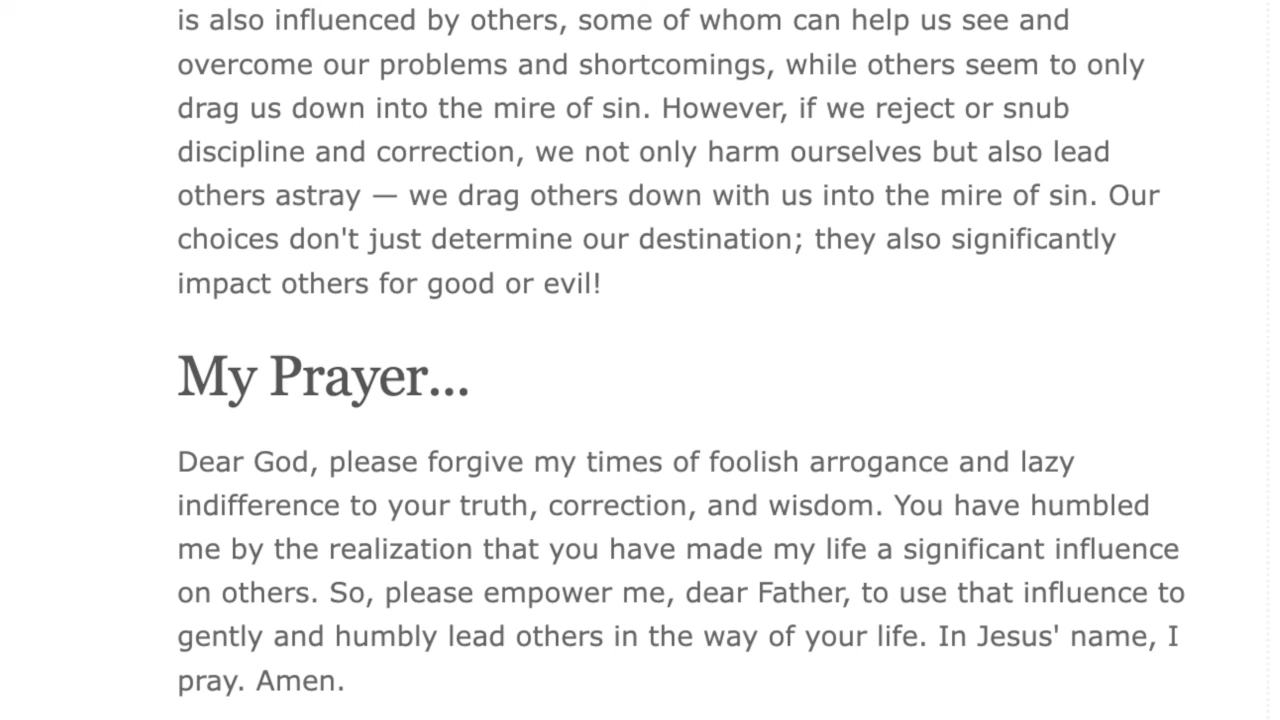 is also influenced by others, some of whom can help us see and
overcome our problems and shortcomings, while others seem to only
drag us down into the mire of sin. However, if we reject or snub
discipline and correction, we not only harm ourselves but also lead
others astray — we drag others down with us into the mire of sin. Our
choices don't just determine our destination; they also significantly
impact others for good or evil!
My Prayer...
Dear God, please forgive my times of foolish arrogance and lazy
indifference to your truth, correction, and wisdom. You have humbled
me by the realization that you have made my life a significant influence
on others. So, please empower me, dear Father, to use that influence to
gently and humbly lead others in the way of your life. In Jesus' name, I
pray. Amen.